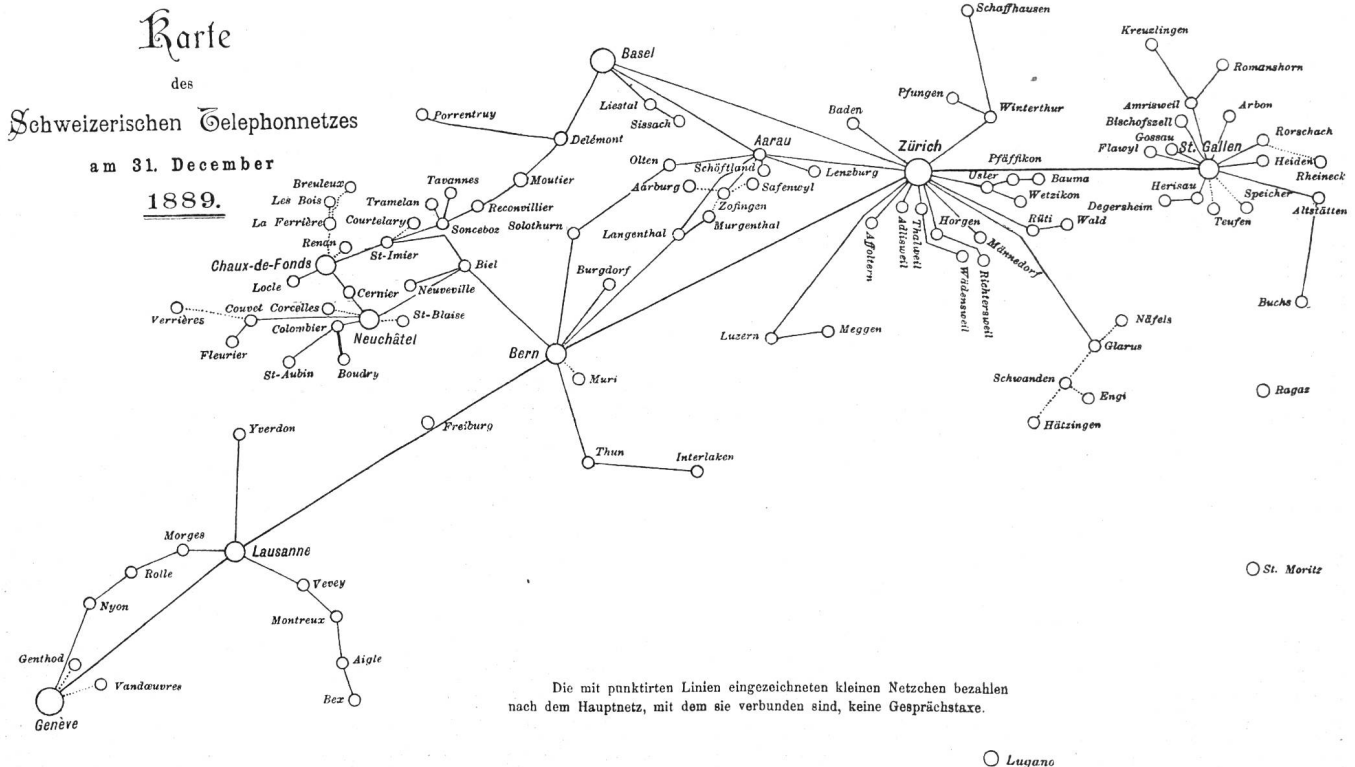 Karte
des
Schweizerischen Telephonnetzes
am 31. December
1889.
Schaffhausen
Kreuzlingen
Basel
Romanshorn
Pfungen
Winterthur
Amrisweil
Arbon
Liestal
Porrentruy
Baden
Bischofszell
Sissach
Rorschach
Delémont
Aarau
Zürich
Gossau
St. Gallen
Flawyl
Olten
Schöftland
Lenzburg
Pfäffikon
Heiden
Rheineck
Moutier
Uster
Bauma
Breuleux
Tavannes
Aarburg
Safenwyl
Herisau
Speicher
Les Bois
Tramelan
Reconvillier
Zofingen
Wetzikon
Degersheim
Teufen
Altstätten
La Ferrière
Courtelary
Sonceboz
Solothurn
Langenthal
Murgenthal
Affoltern
Adlisweil
Thalweil
Horgen
Rüti
Wald
Renan
St-Imier
Männedorf
Chaux-de-Fonds
Biel
Wädensweil
Richtersweil
Locle
Cernier
Neuveville
Burgdorf
Buchs
Verrières
Couvet
Corcelles
St-Blaise
Colombier
Neuchâtel
Luzern
Meggen
Näfels
Fleurier
Bern
Glarus
St-Aubin
Boudry
Muri
Schwanden
Engi
Ragaz
Freiburg
Hätzingen
Yverdon
Thun
Interlaken
Morges
Lausanne
Rolle
Vevey
St. Moritz
Nyon
Montreux
Genthod
Aigle
Vandœuvres
Bex
Genève
Die mit punktirten Linien eingezeichneten kleinen Netzchen bezahlen
nach dem Hauptnetz, mit dem sie verbunden sind, keine Gesprächstaxe.
Lugano